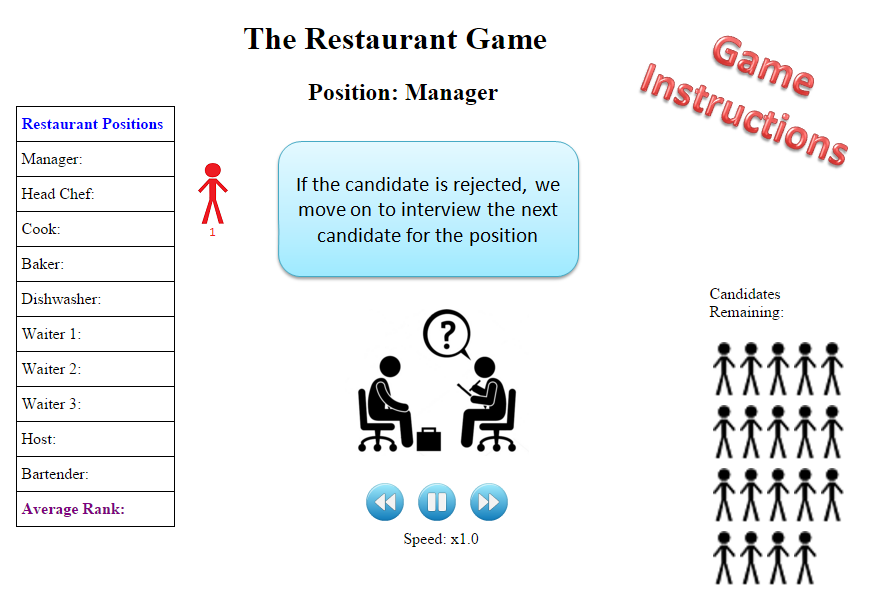 The Restaurant Game
Game
Instructions
Position: Manager
Restaurant Positions
Manager:
Head Chef:
Cook:
Baker:
Dishwasher:
Waiter 1:
Waiter 2:
Waiter 3:
Host:
Bartender:
Average Rank:
1
If the candidate is rejected, we
move on to interview the next
candidate for the position
?
Speed: x1.0
Candidates
Remaining: